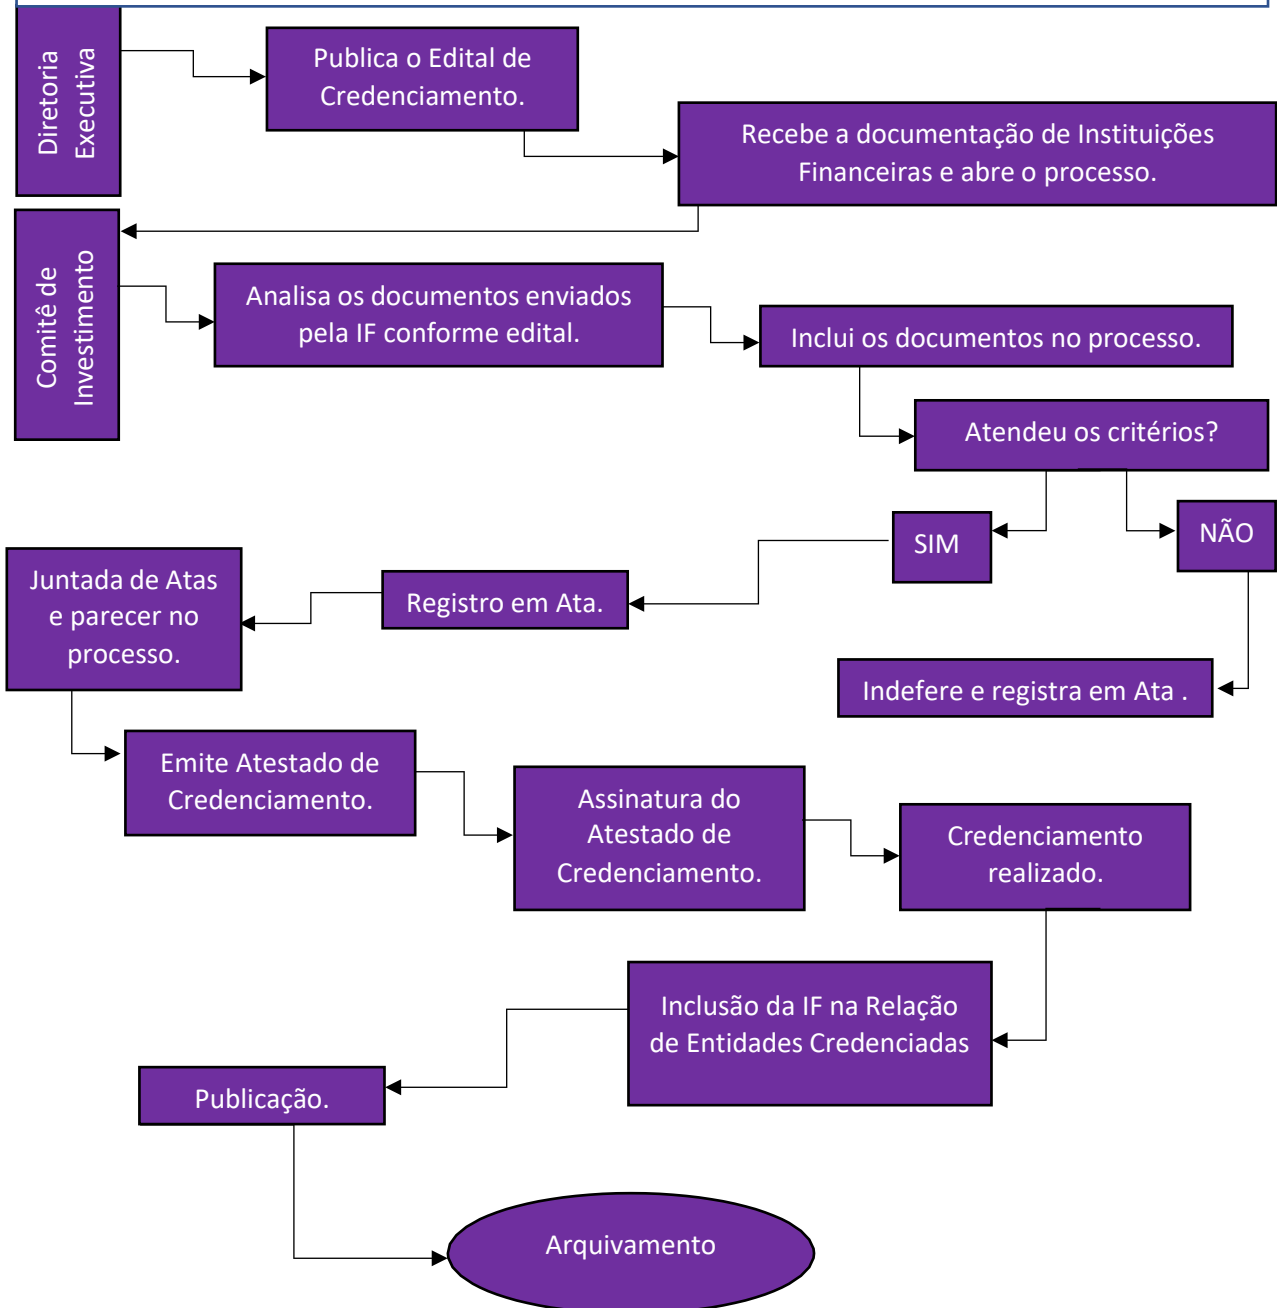 Diretoria
Executiva
Publica o Edital de
Credenciamento.
Recebe a documentação de Instituições
Financeiras e abre o processo.
Comitê de
Investimento
Analisa os documentos enviados
pela IF conforme edital.
Inclui os documentos no processo.
Atendeu os critérios?
SIM
NÃO
Registro em Ata.
Juntada de Atas
e parecer no
processo.
Indefere e registra em Ata .
Emite Atestado de
Credenciamento.
Assinatura do
Atestado de
Credenciamento.
Credenciamento
realizado.
Inclusão da IF na Relação
de Entidades Credenciadas
Publicação.
Arquivamento